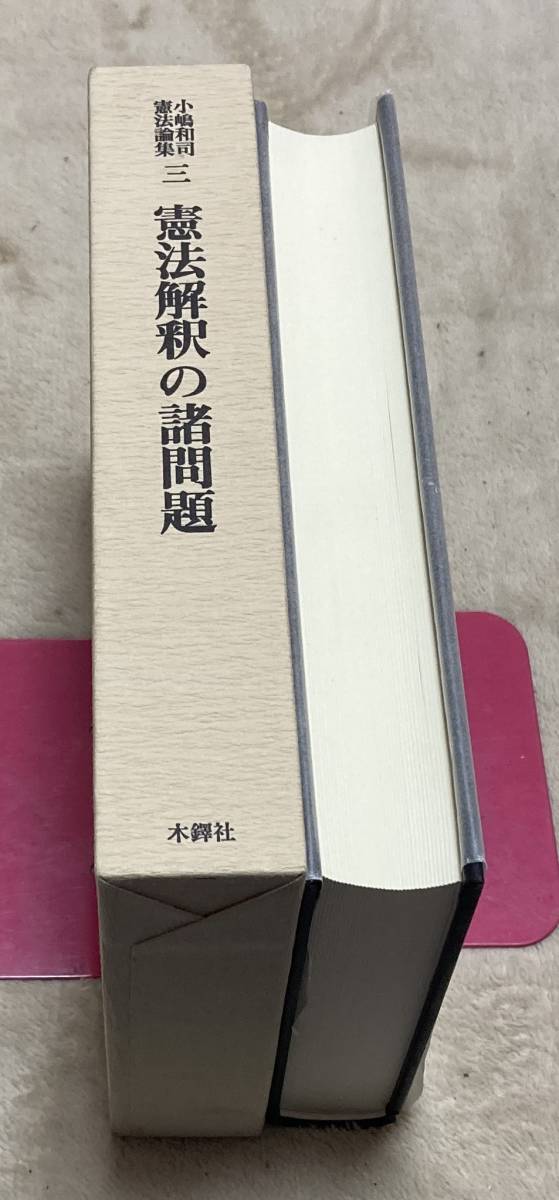 小嶋和司
憲法論集 三
憲法解釈の諸問題
木鐸社